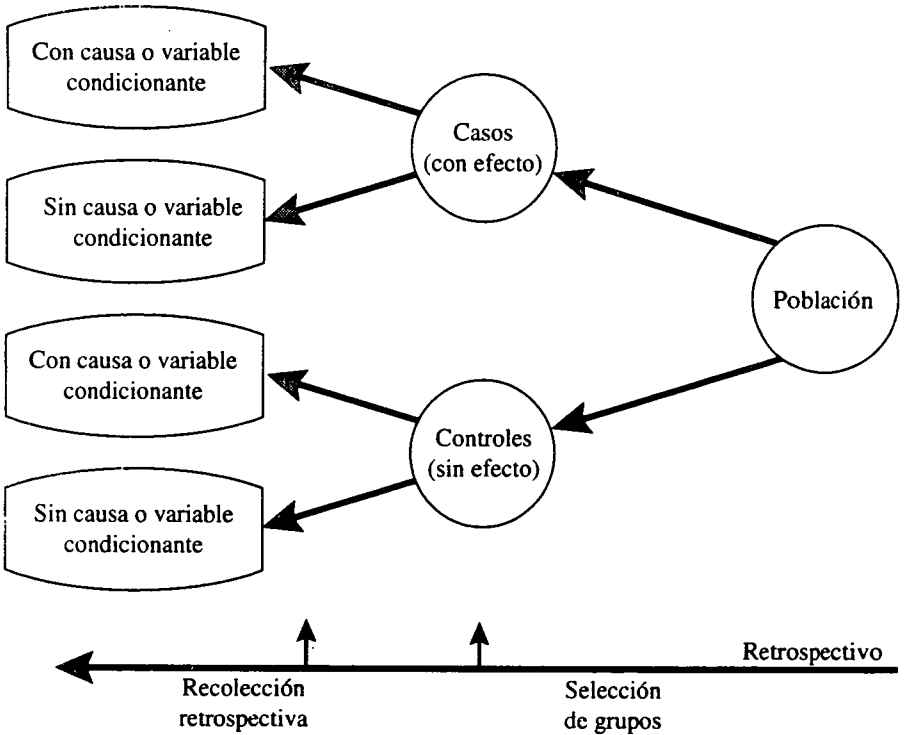 Con causa o variable
condicionante
Casos
(con efecto)
Sin causa o variable
condicionante
Población
Con causa o variable
condicionante
Controles
(sin efecto)
Sin causa o variable
condicionante
Retrospectivo
Recolección
retrospectiva
Selección
de grupos